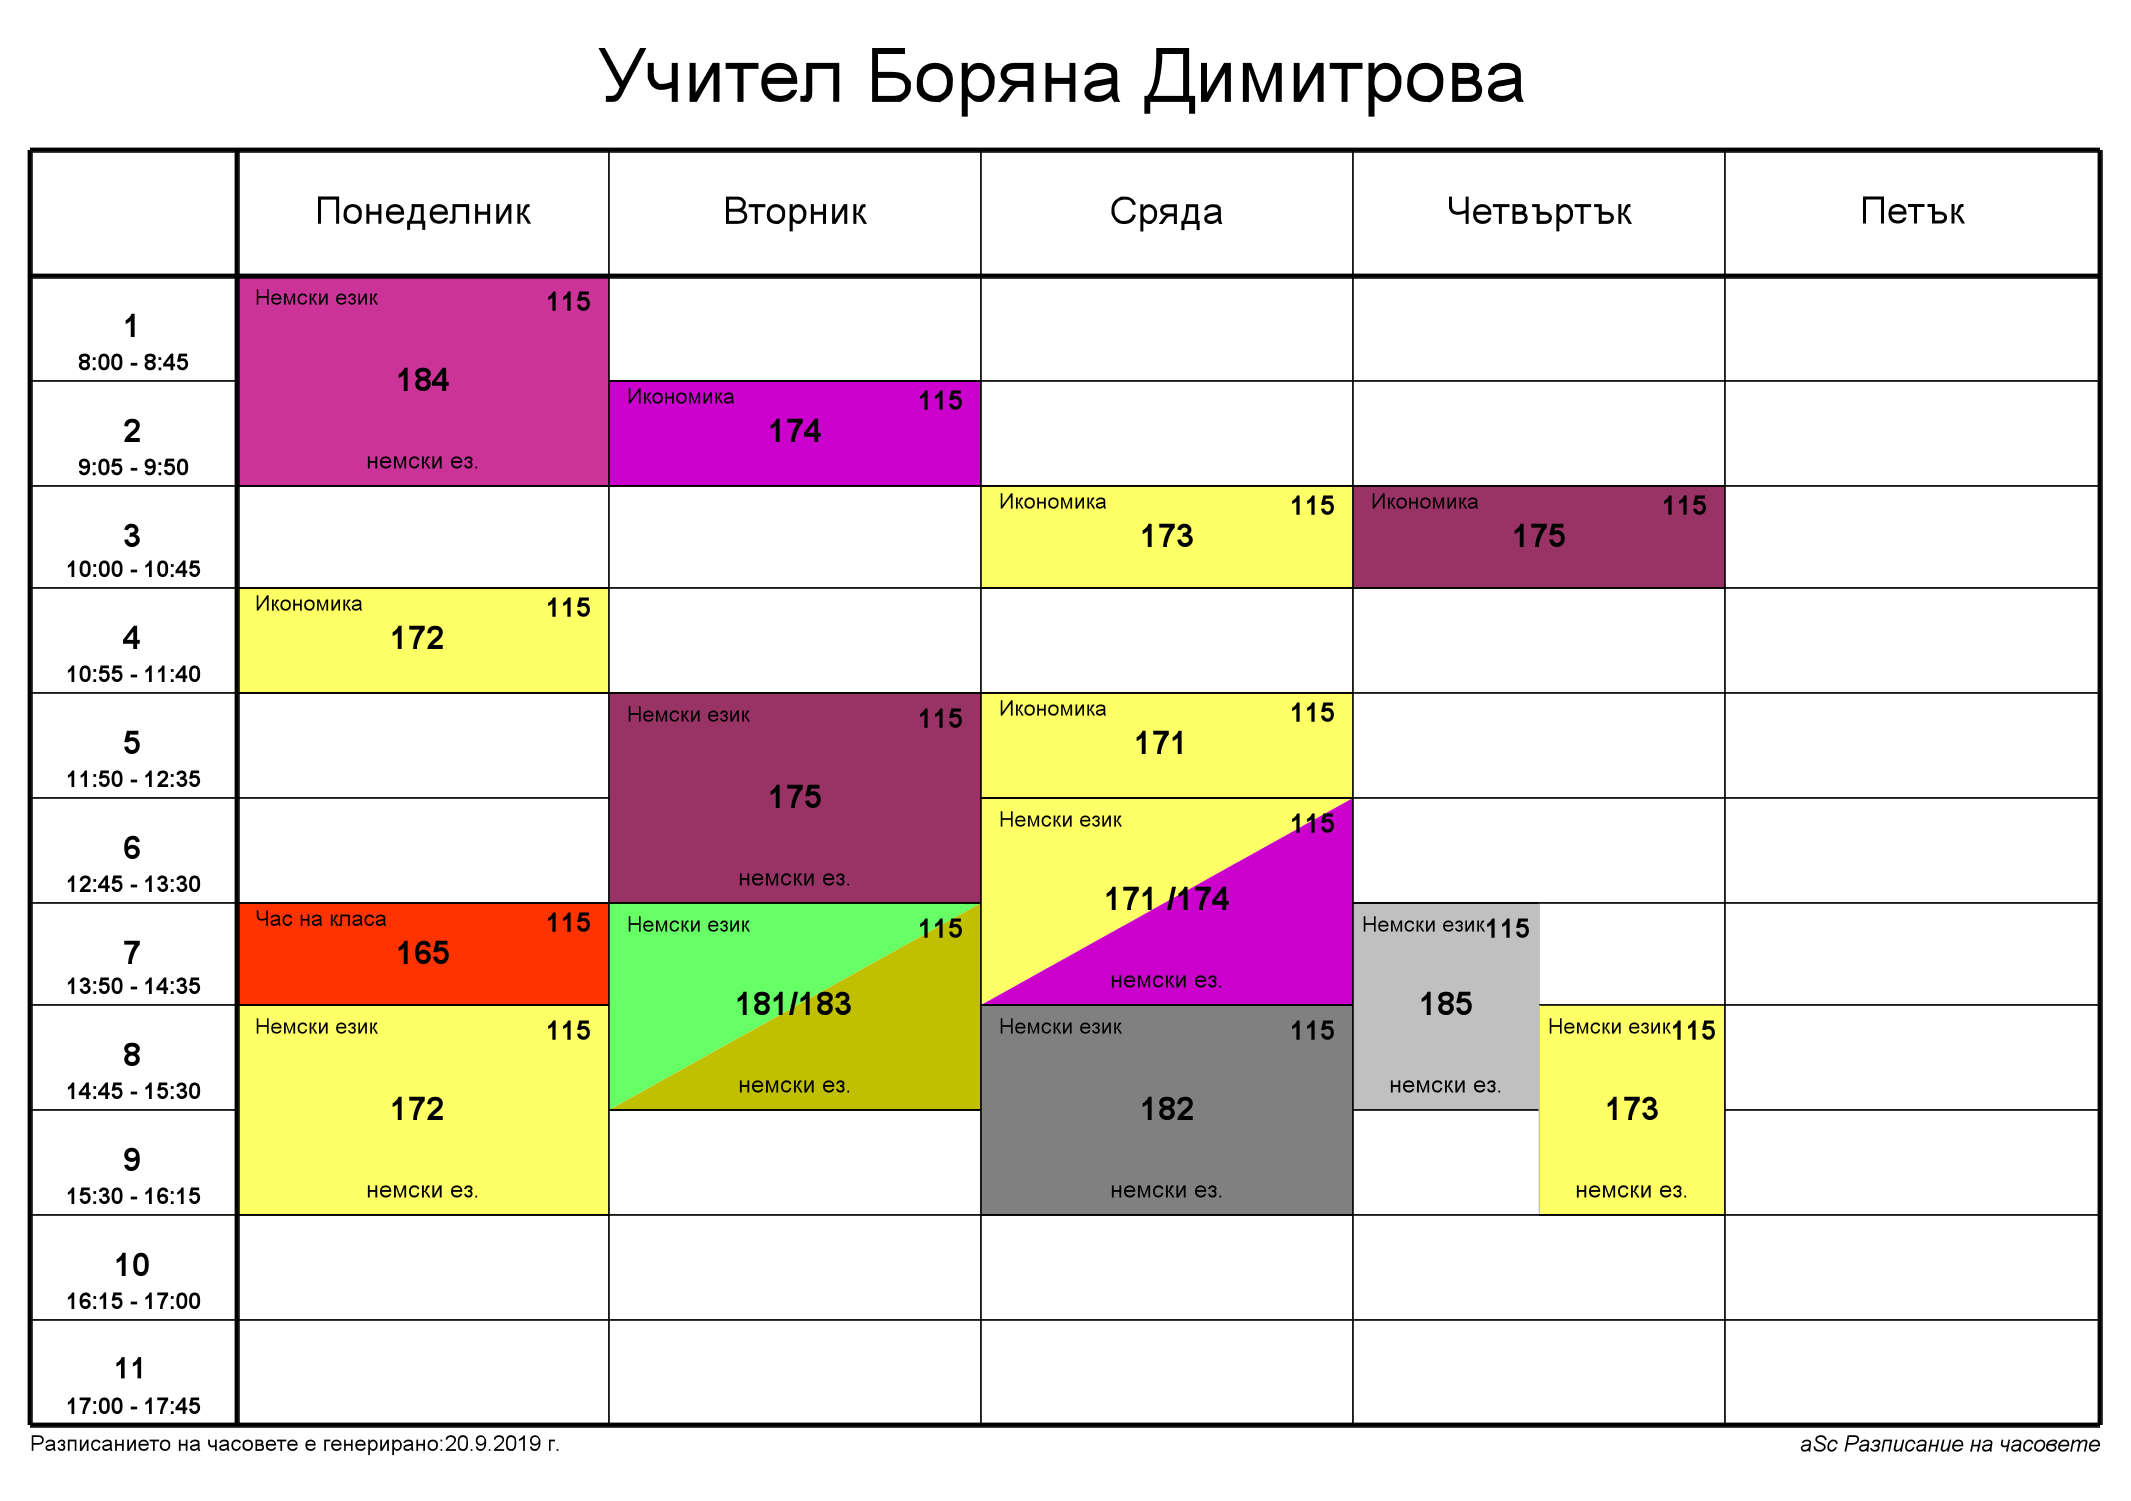 Учител Боряна Димитрова
Понеделник Вторник Сряда Четвъртък Петък
1
8:00 - 8:45
Немски език 115
184
немски ез.
2
9:05 - 9:50
Икономика 115
174
3
10:00 - 10:45
Икономика 115
173
Икономика 115
175
4
10:55 - 11:40
Икономика 115
172
5
11:50 - 12:35
Немски език 115
175
немски ез.
Икономика 115
171
6
12:45 - 13:30
Немски език 115
171 /174
немски ез.
7
13:50 - 14:35
Час на класа 115
165
Немски език 115
181/183
немски ез.
Немски език 115
185
немски ез.
8
14:45 - 15:30
Немски език 115
172
немски ез.
Немски език 115
182
немски ез.
Немски език 115
173
немски ез.
9
15:30 - 16:15
10
16:15 - 17:00
11
17:00 - 17:45
Разписанието на часовете е генерирано:20.9.2019 г.
aSc Разписание на часовете